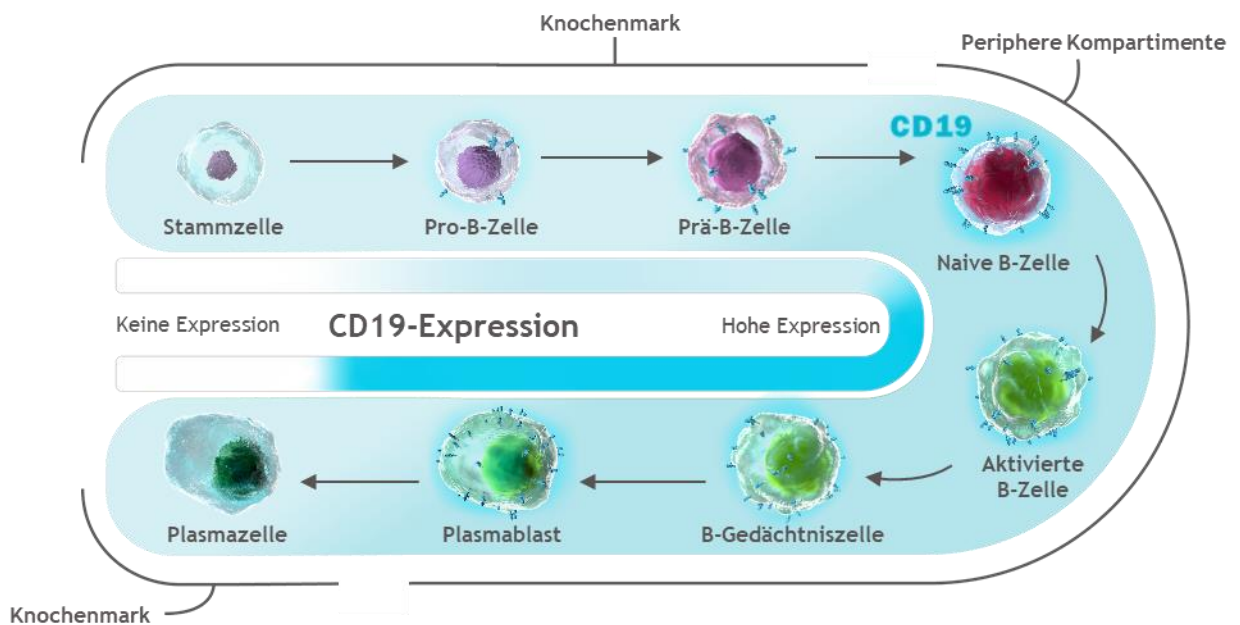 Knochenmark
Periphere Kompartimente
CD19
Stammzelle
Pro-B-Zelle
Prä-B-Zelle
Naive B-Zelle
Keine Expression
CD19-Expression
Hohe Expression
Aktivierte
B-Zelle
Plasmazelle
Plasmablast
B-Gedächtniszelle
Knochenmark